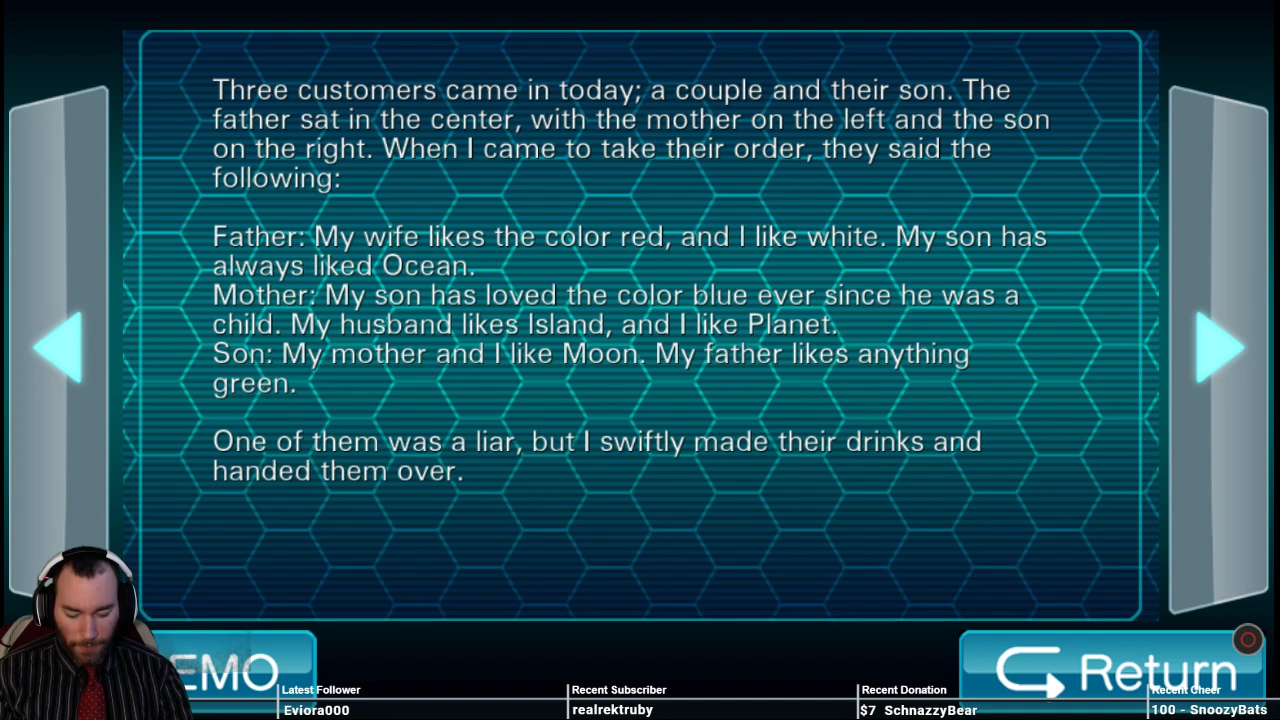 Three customers came in today; a couple and their son. The
father sat in the center, with the mother on the left and the son
on the right. When I came to take their order, they said the
following:
Father: My wife likes the color red, and I like white. My son has
always liked Ocean.
Mother: My son has loved the color blue ever since he was a
child. My husband likes Island, and I like Planet.
Son: My mother and I like Moon. My father likes anything
green.
One of them was a liar, but I swiftly made their drinks and
handed them over.
EMO
Return
Latest Follower
Eviora000
Recent Subscriber
realrektruby
Recent Donation
$7 SchnazzyBear
Recent Cheer
100 - SnoozyBats